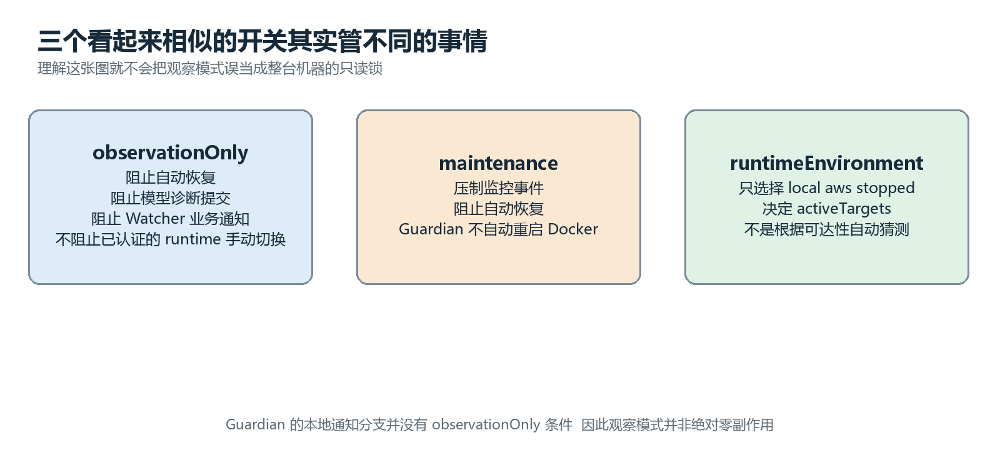 三个看起来相似的开关其实管不同的事情
理解这张图就不会把观察模式误当成整台机器的只读锁
observationOnly
阻止自动恢复
阻止模型诊断提交
阻止 Watcher 业务通知
不阻止已认证的 runtime 手动切换
maintenance
压制监控事件
阻止自动恢复
Guardian 不自动重启 Docker
runtimeEnvironment
只选择 local aws stopped
决定 activeTargets
不是根据可达性自动猜测
Guardian 的本地通知分支并没有 observationOnly 条件  因此观察模式并非绝对零副作用